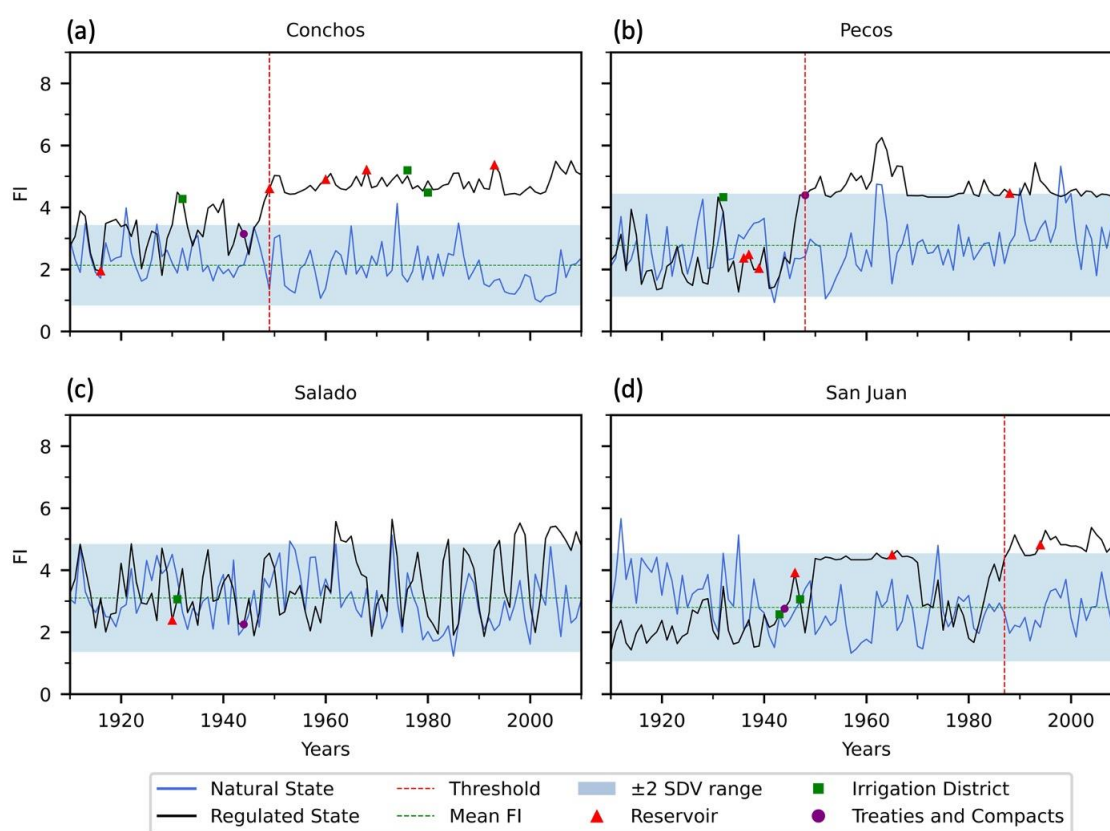 (a) Conchos
(b) Pecos
FI
8
6
4
2
0
(c) Salado
(d) San Juan
FI
8
6
4
2
0
1920 1940 1960 1980 2000
1920 1940 1960 1980 2000
Years
Years
Natural State Threshold ±2 SDV range Irrigation District
Regulated State Mean FI Reservoir Treaties and Compacts